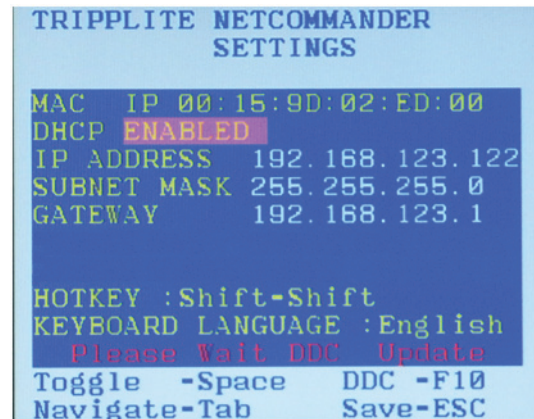 TRIPPLITE NETCOMMANDER
SETTINGS
MAC IP 00:15:9D:02:ED:00
DHCP ENABLED
IP ADDRESS 192.168.123.122
SUBNET MASK 255.255.255.0
GATEWAY 192.168.123.1
HOTKEY :Shift-Shift
KEYBOARD LANGUAGE :English
Please Wait DDC Update
Toggle -Space DDC -F10
Navigate-Tab Save-ESC